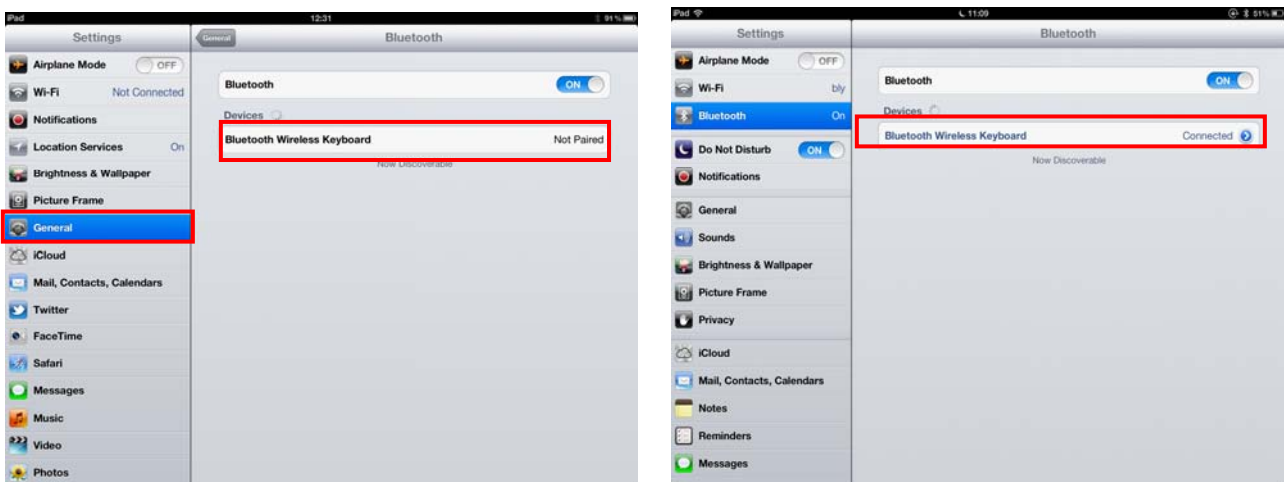 iPad 12:31 91%
Settings General Bluetooth
Airplane Mode OFF
Bluetooth ON
Wi-Fi Not Connected
Devices
Notifications
Bluetooth Wireless Keyboard Not Paired
Location Services On
Now Discoverable
Brightness & Wallpaper
Picture Frame
General
iCloud
Mail, Contacts, Calendars
Twitter
FaceTime
Safari
Messages
Music
Video
Photos
iPad 11:09 51%
Settings Bluetooth
Airplane Mode OFF
Bluetooth ON
Wi-Fi bly
Devices
Bluetooth On
Bluetooth Wireless Keyboard Connected
Do Not Disturb ON
Now Discoverable
Notifications
General
Sounds
Brightness & Wallpaper
Picture Frame
Privacy
iCloud
Mail, Contacts, Calendars
Notes
Reminders
Messages